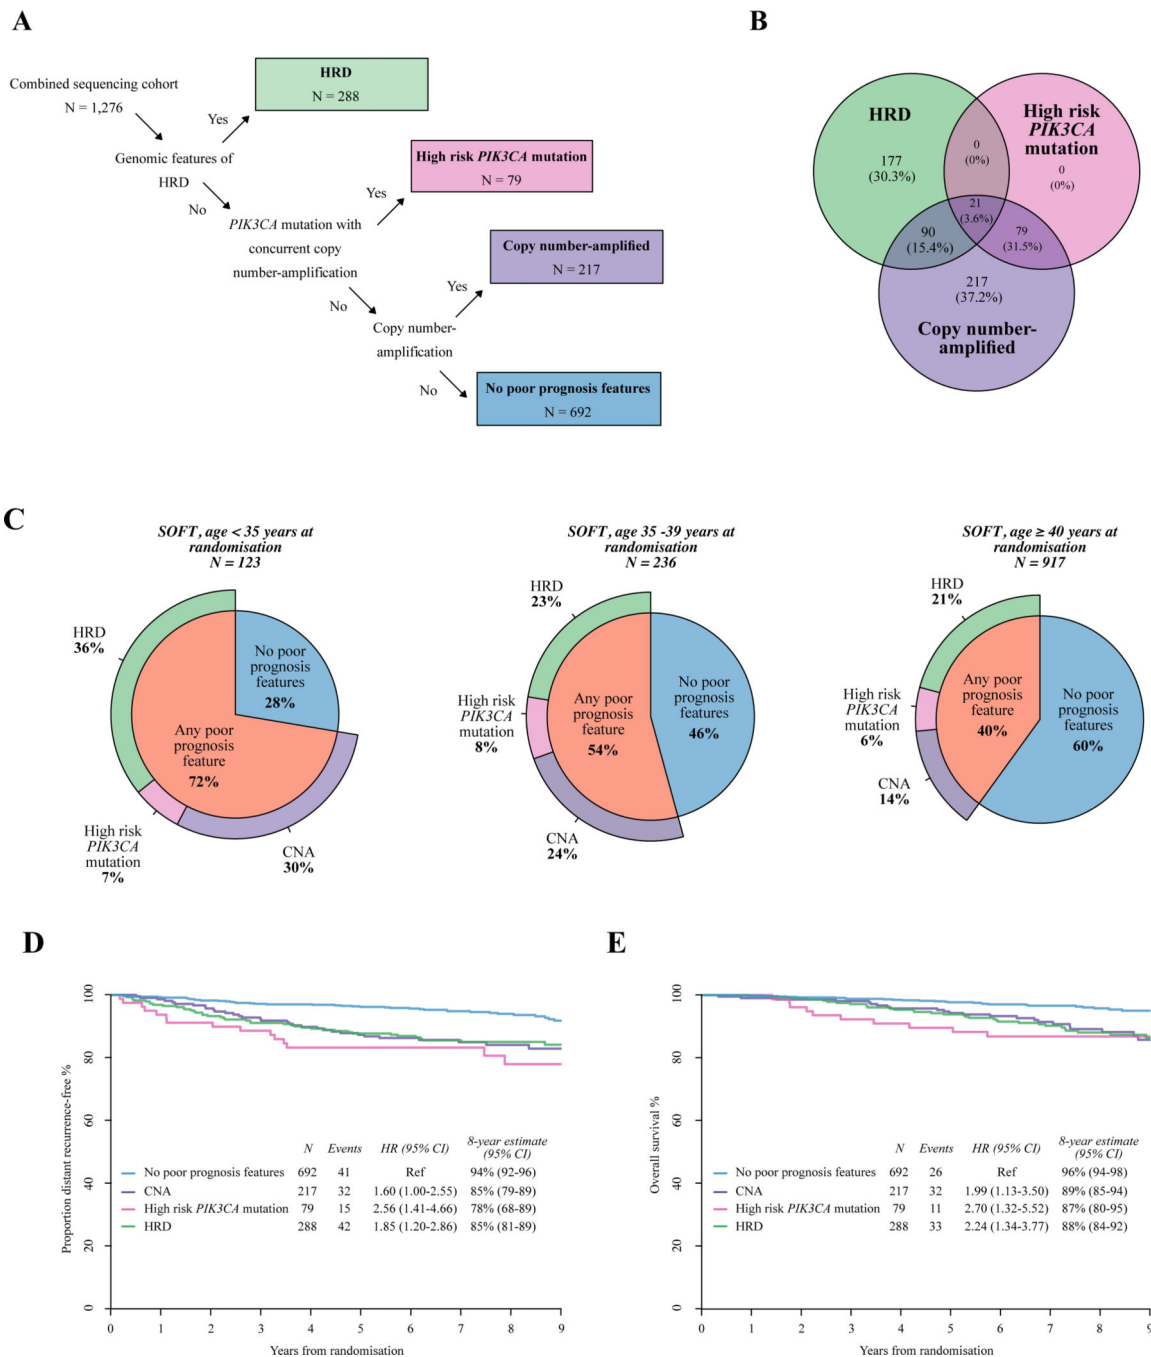 A
Combined sequencing cohort
N = 1,276
Genomic features of
HRD
Yes
HRD
N = 288
No
PIK3CA mutation with
concurrent copy
number-amplification
Yes
High risk PIK3CA mutation
N = 79
No
Copy number-
amplification
Yes
Copy number-amplified
N = 217
No
No poor prognosis features
N = 692
B
HRD
High risk
PIK3CA
mutation
177
(30.3%)
0
(0%)
0
(0%)
21
(3.6%)
90
(15.4%)
79
(31.5%)
217
(37.2%)
Copy number-
amplified
C
SOFT, age < 35 years at
randomisation
N = 123
HRD
36%
No poor
prognosis
features
28%
Any poor
prognosis
feature
72%
High risk
PIK3CA
mutation
7%
CNA
30%
SOFT, age 35 -39 years at
randomisation
N = 236
HRD
23%
High risk
PIK3CA
mutation
8%
Any poor
prognosis
feature
54%
No poor
prognosis
features
46%
CNA
24%
SOFT, age ≥ 40 years at
randomisation
N = 917
HRD
21%
High risk
PIK3CA
mutation
6%
Any poor
prognosis
feature
40%
No poor
prognosis
features
60%
CNA
14%
D
Proportion distant recurrence-free %
100
80
60
40
20
0
N Events HR (95% CI) 8-year estimate
(95% CI)
No poor prognosis features 692 41 Ref 94% (92-96)
CNA 217 32 1.60 (1.00-2.55) 85% (79-89)
High risk PIK3CA mutation 79 15 2.56 (1.41-4.66) 78% (68-89)
HRD 288 42 1.85 (1.20-2.86) 85% (81-89)
0 1 2 3 4 5 6 7 8 9
Years from randomisation
E
Overall survival %
100
80
60
40
20
0
N Events HR (95% CI) 8-year estimate
(95% CI)
No poor prognosis features 692 26 Ref 96% (94-98)
CNA 217 32 1.99 (1.13-3.50) 89% (85-94)
High risk PIK3CA mutation 79 11 2.70 (1.32-5.52) 87% (80-95)
HRD 288 33 2.24 (1.34-3.77) 88% (84-92)
0 1 2 3 4 5 6 7 8 9
Years from randomisation